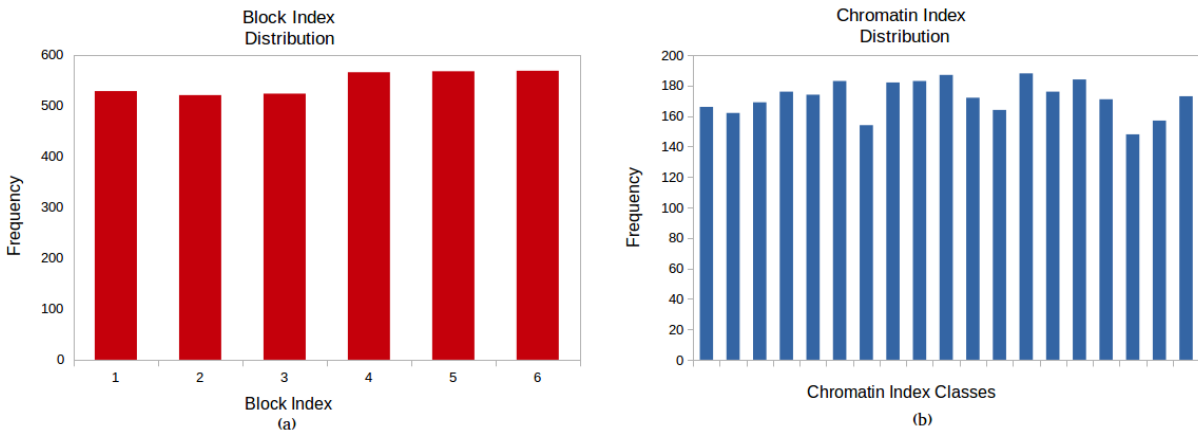 Block Index
Distribution
600
500
400
300
200
100
0
Frequency
1 2 3 4 5 6
Block Index
(a)
Chromatin Index
Distribution
200
180
160
140
120
100
80
60
40
20
0
Frequency
Chromatin Index Classes
(b)